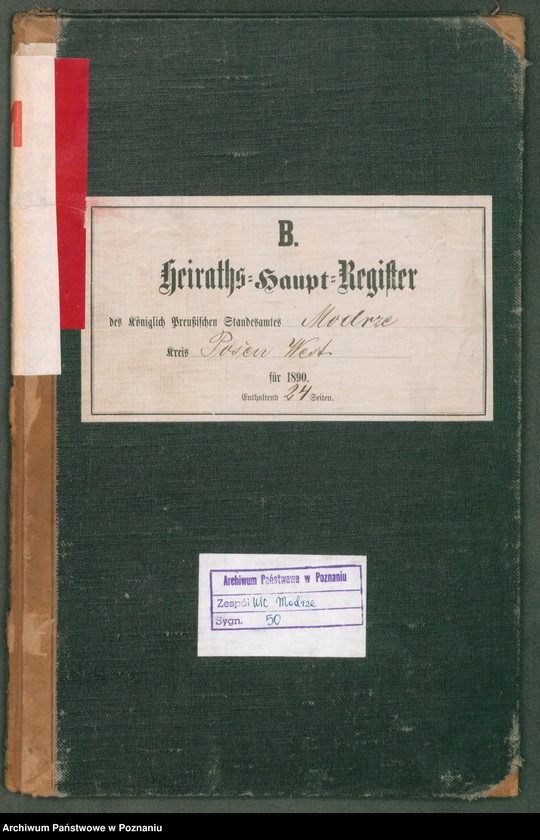 B.
Heiraths-Haupt-Register
des Königlich Preußischen Standesamtes Modrze
Kreis Posen West
für 1890.
Enthaltend 24 Seiten.
Archiwum Państwowe w Poznaniu
Zespół USC Modrze
Sygn. 50
Archiwum Państwowe w Poznaniu